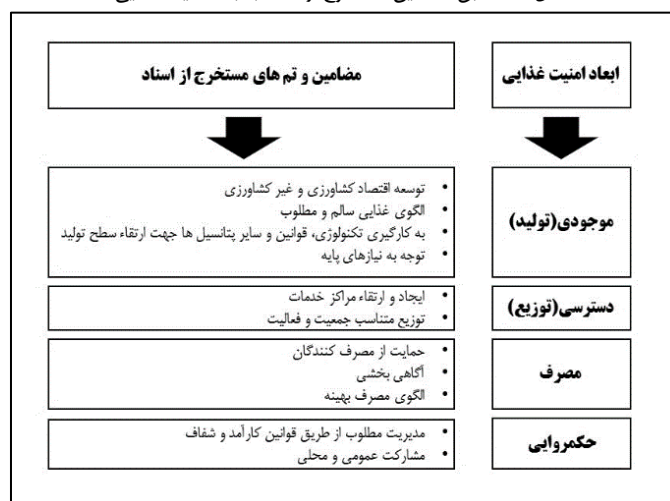 ابعاد امنیت غذایی
مضامین و تم های مستخرج از اسناد
موجودی(تولید)
• توسعه اقتصاد کشاورزی و غیر کشاورزی
• الگوی غذایی سالم و مطلوب
• به کارگیری تکنولوژی، قوانین و سایر پتانسیل ها جهت ارتقاء سطح تولید
• توجه به نیازهای پایه
دسترسی(توزیع)
• ایجاد و ارتقاء مراکز خدمات
• توزیع متناسب جمعیت و فعالیت
مصرف
• حمایت از مصرف کنندگان
• آگاهی بخشی
• الگوی مصرف بهینه
حکمروایی
• مدیریت مطلوب از طریق قوانین کارآمد و شفاف
• مشارکت عمومی و محلی